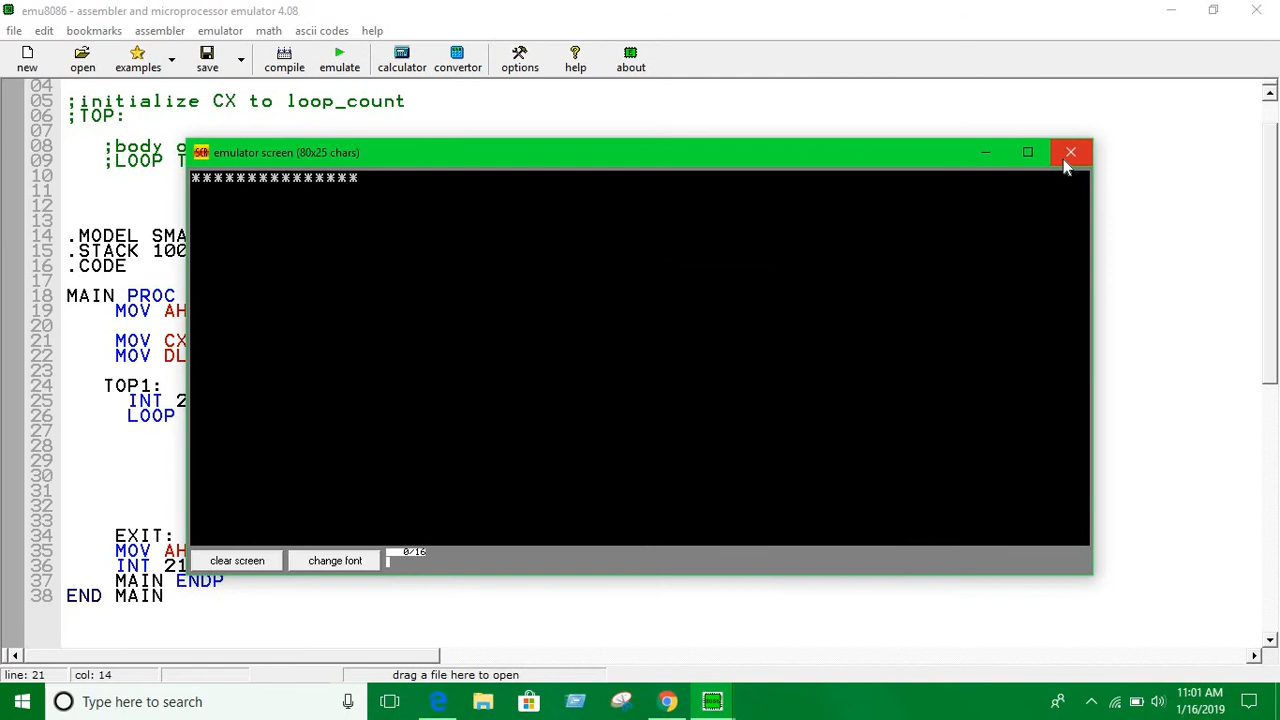 emu8086 - assembler and microprocessor emulator 4.08
file edit bookmarks assembler emulator math ascii codes help
new open examples save compile emulate calculator convertor options help about
04
05 ;initialize CX to loop_count
06 ;TOP:
07
08 ;body
09 ;LOOP
10
11
12
13
14 .MODEL
15 .STACK 100
16 .CODE
17
18 MAIN PROC
19 MOV AH
20
21 MOV CX
22 MOV DL
23
24 TOP1:
25 INT
26 LOOP
27
28
29
30
31
32
33
34 EXIT:
35 MOV AH
36 INT 21
37 MAIN ENDP
38 END MAIN
emulator screen (80x25 chars)
***************
clear screen change font 0/16
line: 21 col: 14 drag a file here to open
Type here to search
11:01 AM
1/16/2019